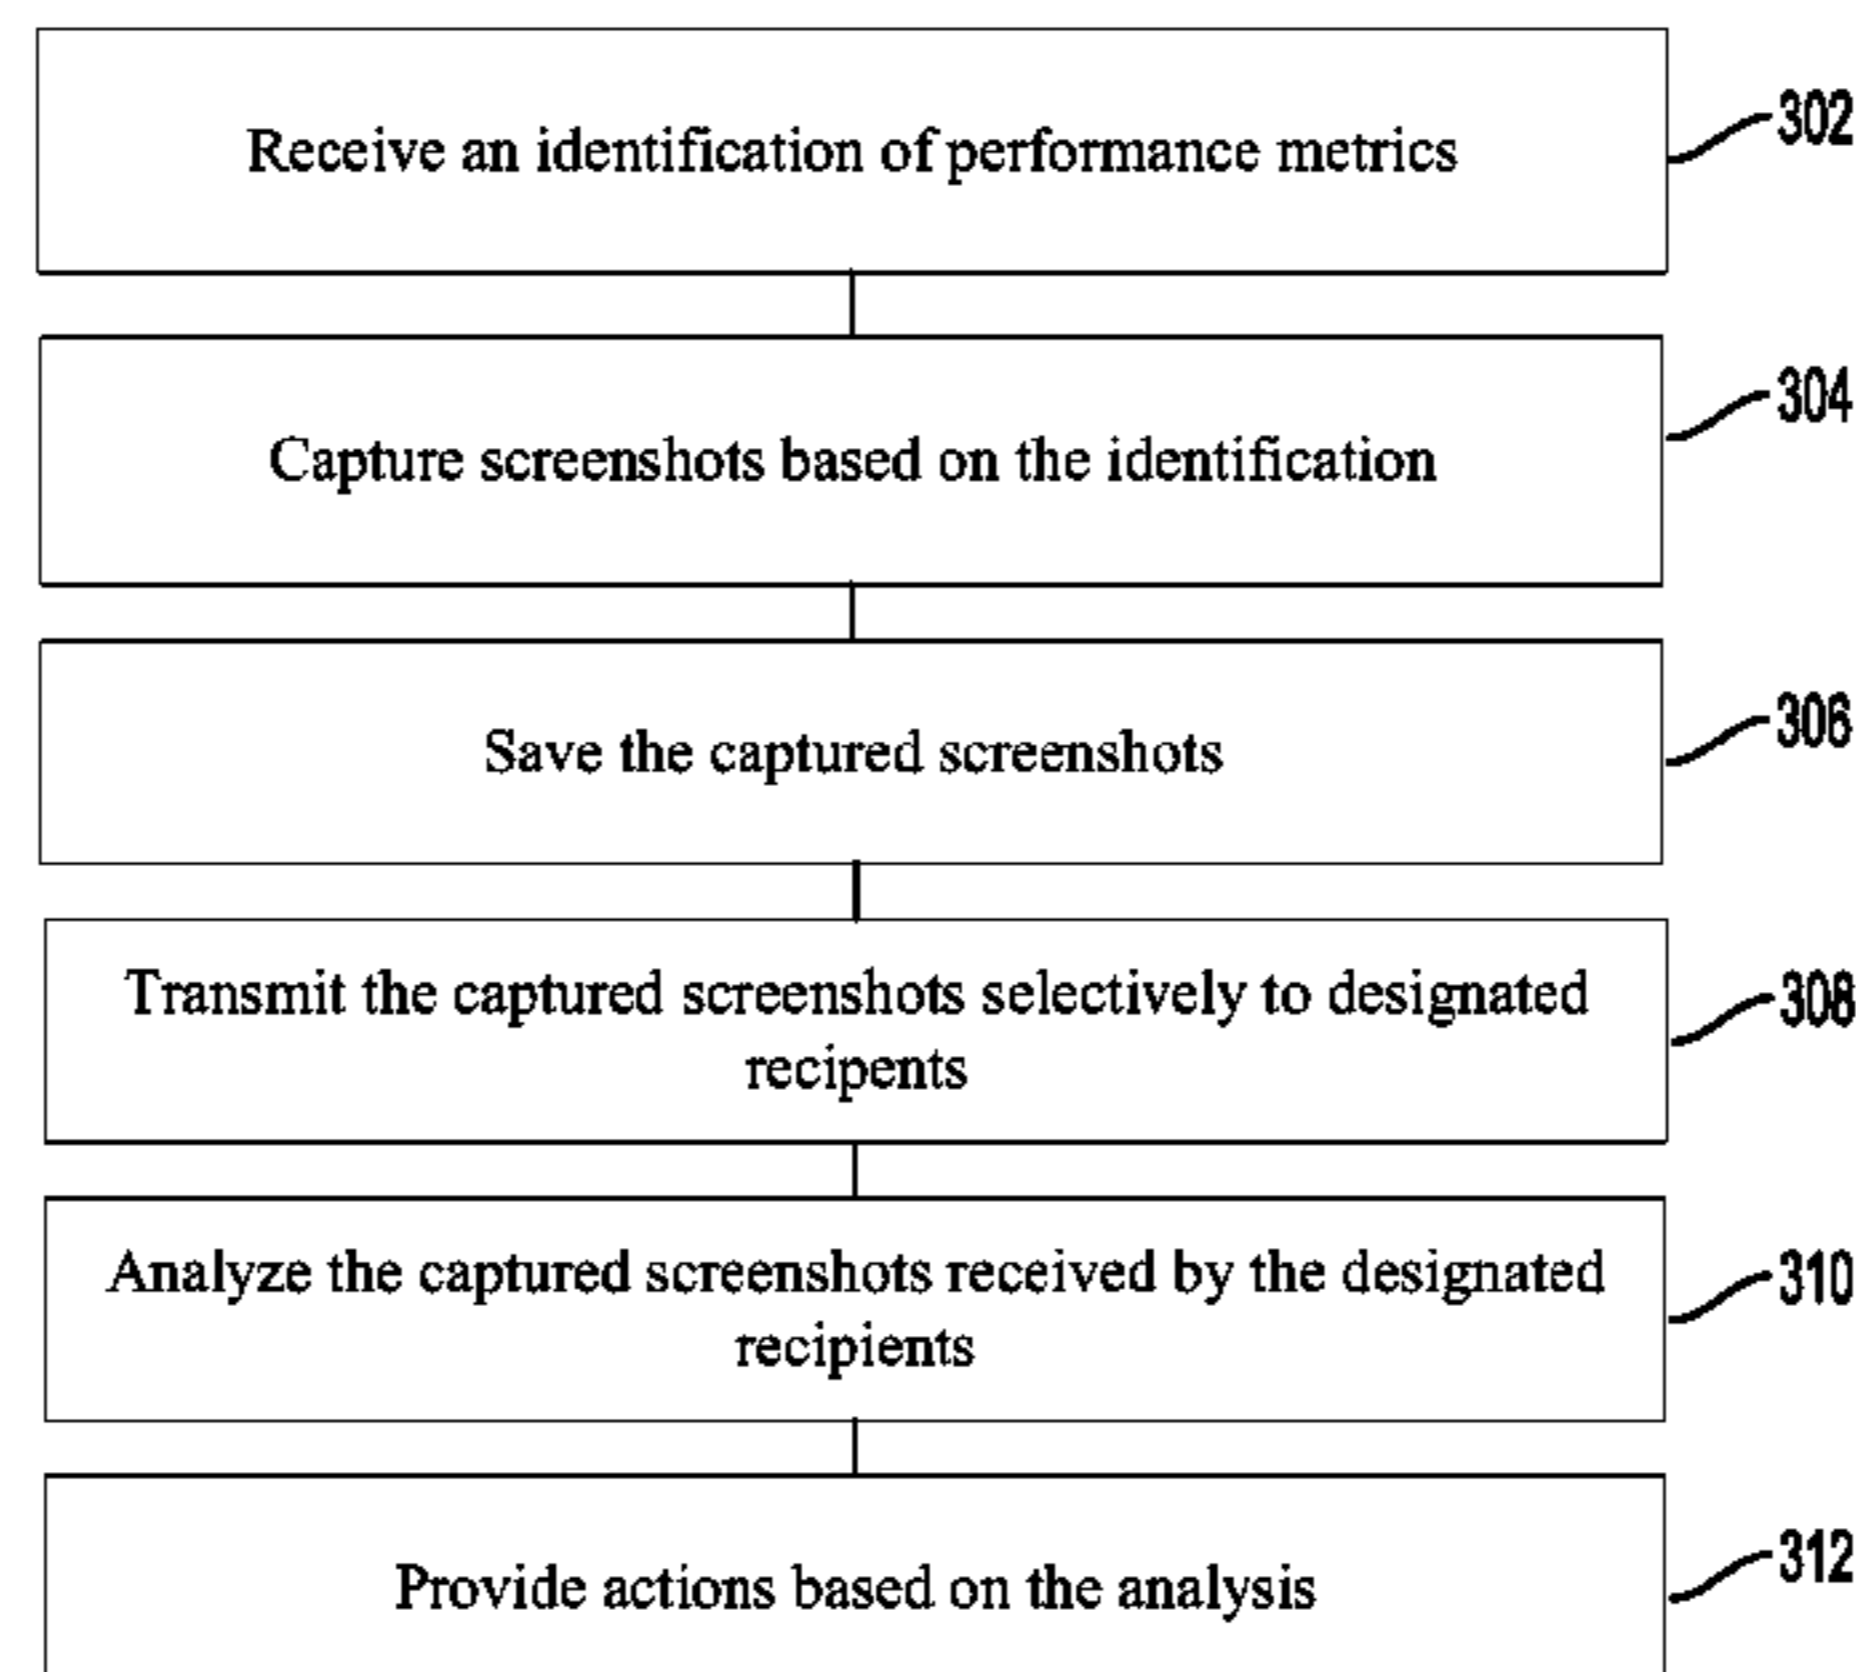 Receive an identification of performance metrics
302
Capture screenshots based on the identification
304
Save the captured screenshots
306
Transmit the captured screenshots selectively to designated
recipents
308
Analyze the captured screenshots received by the designated
recipients
310
Provide actions based on the analysis
312